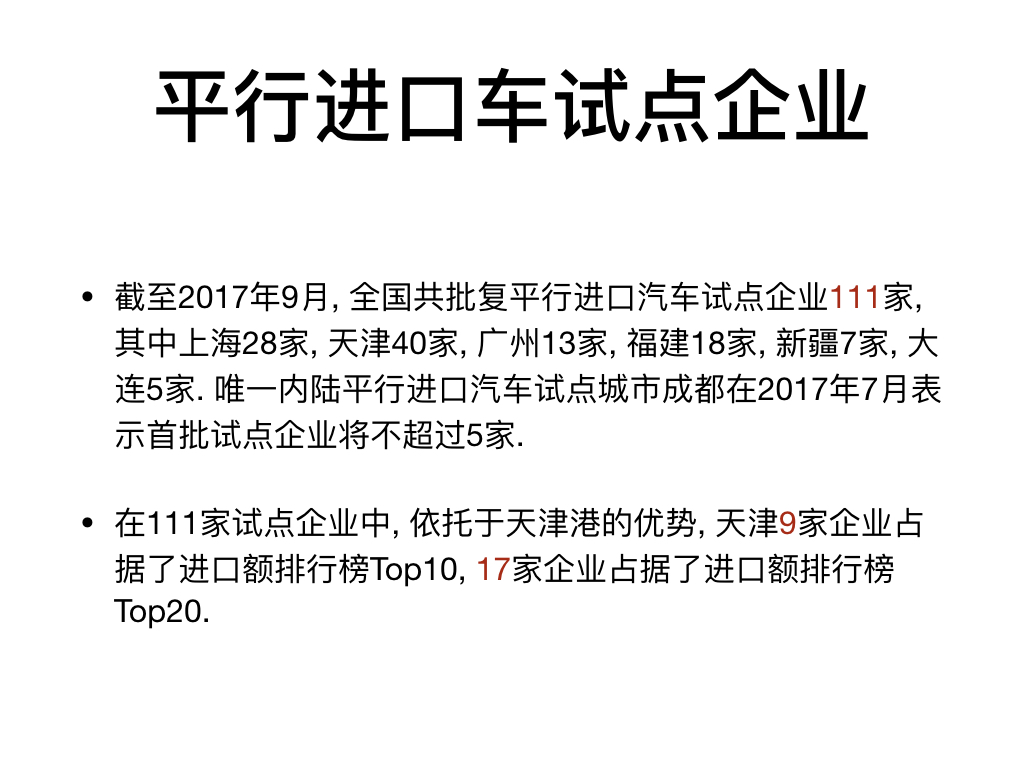 平行进口车试点企业
• 截至2017年9月, 全国共批复平行进口汽车试点企业111家,
其中上海28家, 天津40家, 广州13家, 福建18家, 新疆7家, 大
连5家. 唯一内陆平行进口汽车试点城市成都在2017年7月表
示首批试点企业将不超过5家.
• 在111家试点企业中, 依托于天津港的优势, 天津9家企业占
据了进口额排行榜Top10, 17家企业占据了进口额排行榜
Top20.